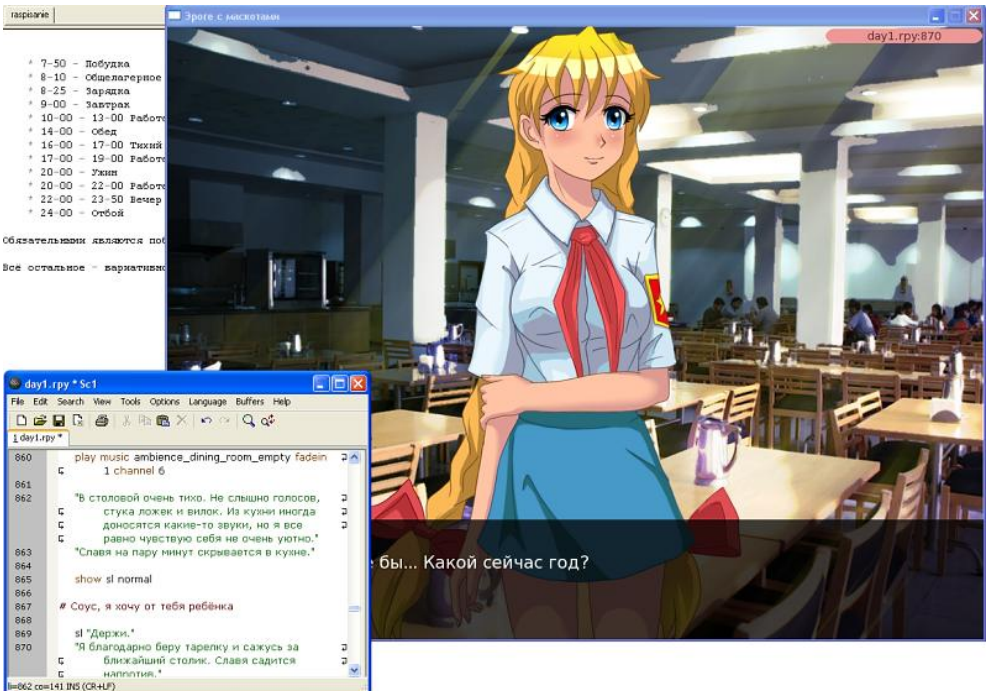 raspisanie
* 7-50 - Побудка
* 8-10 - Общелагерное
* 8-25 - Зарядка
* 9-00 - Завтрак
* 10-00 - 13-00
* 14-00 - Обед
* 16-00 - 17-00 Тихий
* 17-00 - 19-00
* 20-00 - Ужин
* 20-00 - 22-00
* 22-00 - 23-50 Вечер
* 24-00 - Отбой
Обязательными являются
Всё остальное -
Эроге с маскотами
day1.rpy:870
бы... Какой сейчас год?
day1.rpy * Sc1
File Edit Search View Tools Options Language Buffers Help
1 day1.rpy *
860 play music ambience_dining_room_empty fadein
1 channel 6
861
862 "В столовой очень тихо. Не слышно голосов,
стука ложек и вилок. Из кухни иногда
доносятся какие-то звуки, но я все
равно чувствую себя не очень уютно."
863 "Славя на пару минут скрывается в кухне."
864
865 show sl normal
866
867 # Соус, я хочу от тебя ребёнка
868
869 sl "Держи."
870 "Я благодарно беру тарелку и сажусь за
ближайший столик. Славя садится
напротив."
li=862 co=141 INS (CR+LF)